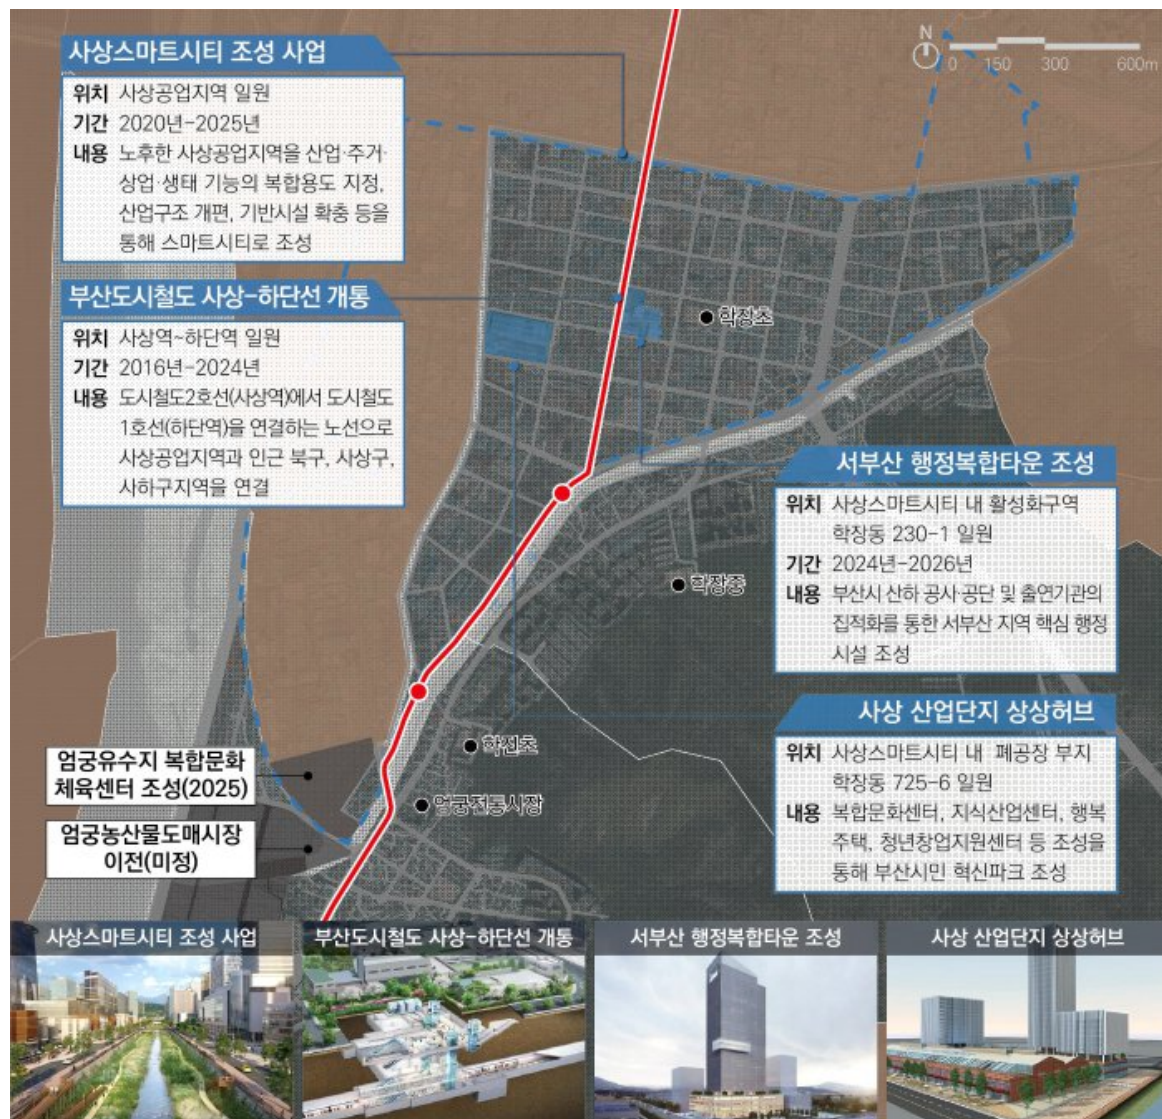 사상스마트시티 조성 사업
위치 사상공업지역 일원
기간 2020년-2025년
내용 노후한 사상공업지역을 산업·주거·
상업·생태 기능의 복합용도 지정,
산업구조 개편, 기반시설 확충 등을
통해 스마트시티로 조성
N
0 150 300 600m
부산도시철도 사상-하단선 개통
위치 사상역~하단역 일원
기간 2016년-2024년
내용 도시철도2호선(사상역)에서 도시철도
1호선(하단역)을 연결하는 노선으로
사상공업지역과 인근 북구, 사상구,
사하구지역을 연결
학장초
서부산 행정복합타운 조성
위치 사상스마트시티 내 활성화구역
학장동 230-1 일원
기간 2024년-2026년
내용 부산시 산하 공사·공단 및 출연기관의
집적화를 통한 서부산 지역 핵심 행정
시설 조성
학장중
사상 산업단지 상상허브
위치 사상스마트시티 내 폐공장 부지
학장동 725-6 일원
내용 복합문화센터, 지식산업센터, 행복
주택, 청년창업지원센터 등 조성을
통해 부산시민 혁신파크 조성
학진초
엄궁전통시장
엄궁유수지 복합문화
체육센터 조성(2025)
엄궁농산물도매시장
이전(미정)
사상스마트시티 조성 사업
부산도시철도 사상-하단선 개통
서부산 행정복합타운 조성
사상 산업단지 상상허브